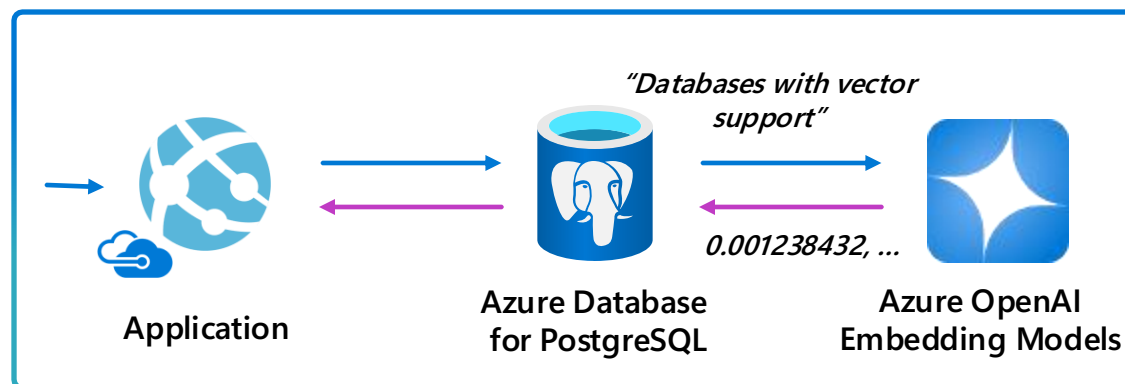 “Databases with vector
support”
0.001238432, ...
Application
Azure Database
for PostgreSQL
Azure OpenAI
Embedding Models